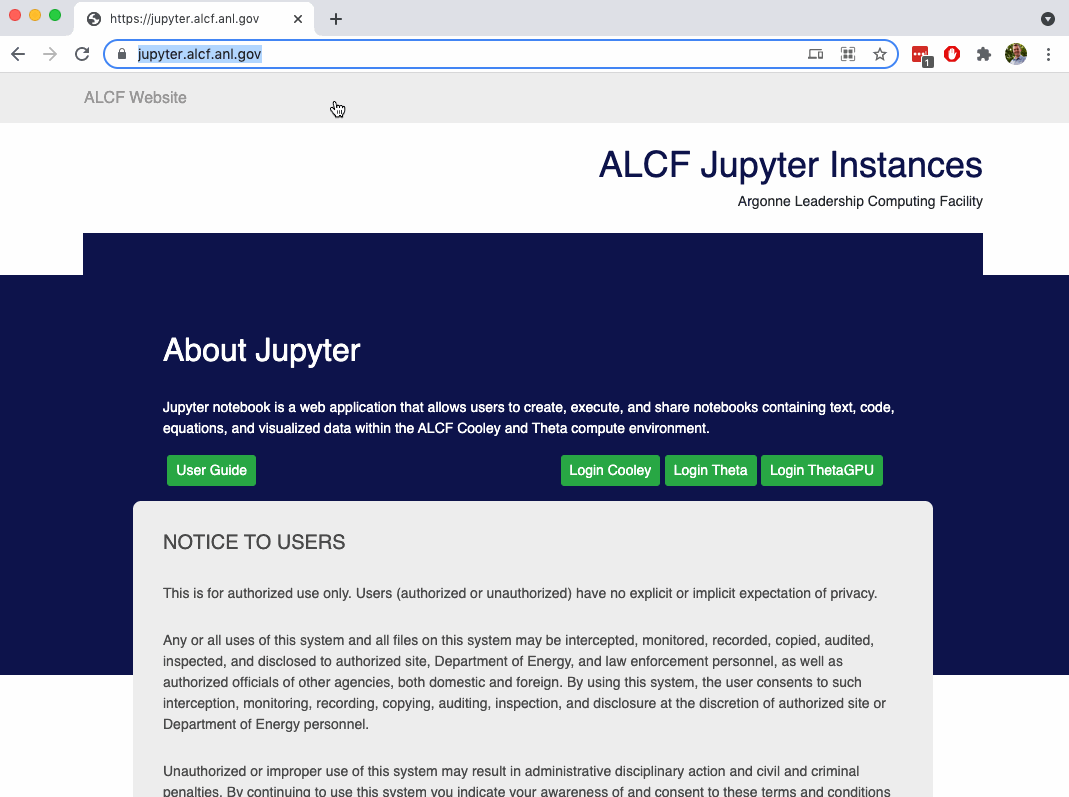 https://jupyter.alcf.anl.gov
jupyter.alcf.anl.gov
1
ALCF Website
ALCF Jupyter Instances
Argonne Leadership Computing Facility
About Jupyter
Jupyter notebook is a web application that allows users to create, execute, and share notebooks containing text, code,
equations, and visualized data within the ALCF Cooley and Theta compute environment.
User Guide
Login Cooley
Login Theta
Login ThetaGPU
NOTICE TO USERS
This is for authorized use only. Users (authorized or unauthorized) have no explicit or implicit expectation of privacy.
Any or all uses of this system and all files on this system may be intercepted, monitored, recorded, copied, audited,
inspected, and disclosed to authorized site, Department of Energy, and law enforcement personnel, as well as
authorized officials of other agencies, both domestic and foreign. By using this system, the user consents to such
interception, monitoring, recording, copying, auditing, inspection, and disclosure at the discretion of authorized site or
Department of Energy personnel.
Unauthorized or improper use of this system may result in administrative disciplinary action and civil and criminal
penalties. By continuing to use this system you indicate your awareness of and consent to these terms and conditions